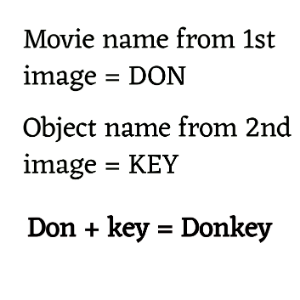 Movie name from 1st
image = DON
Object name from 2nd
image = KEY
Don + key = Donkey